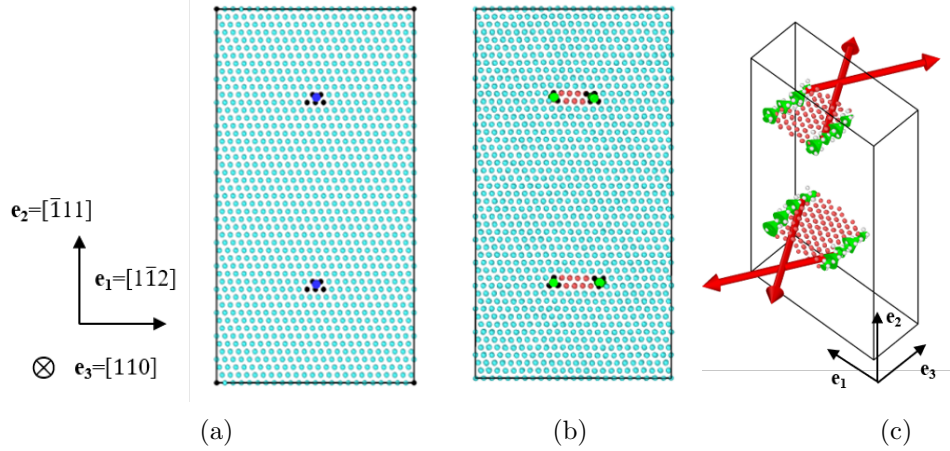 e₂=[1̄11]
e₁=[11̄2]
e₃=[110]
e₂
e₁
e₃
(a)
(b)
(c)